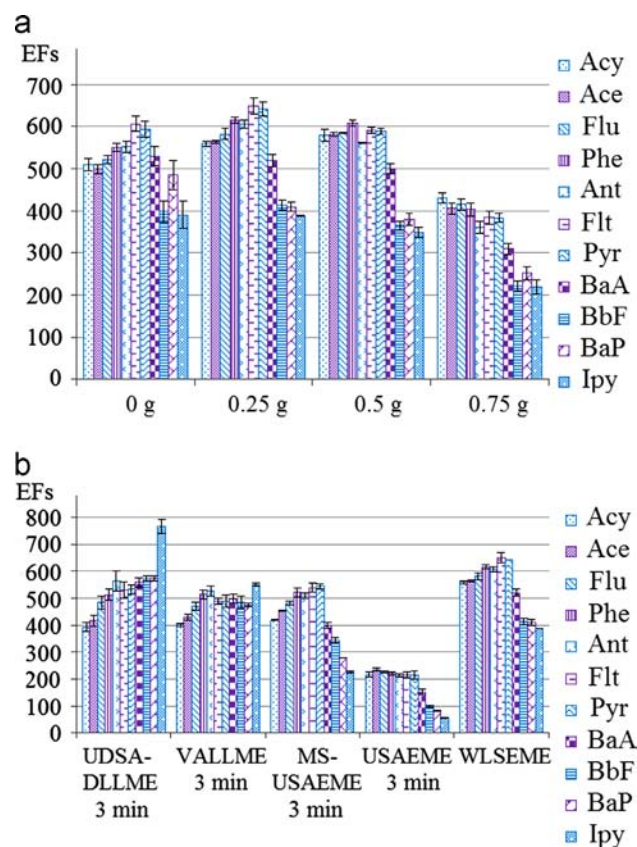 a
EFs
700
600
500
400
300
200
100
0
0 g
0.25 g
0.5 g
0.75 g
Acy
Ace
Flu
Phe
Ant
Flt
Pyr
BaA
BbF
BaP
Ipy
b
EFs
800
700
600
500
400
300
200
100
0
UDSA-
DLLME
3 min
VALLME
3 min
MS-
USAEME
3 min
USAEME
3 min
WLSEME
Acy
Ace
Flu
Phe
Ant
Flt
Pyr
BaA
BbF
BaP
Ipy